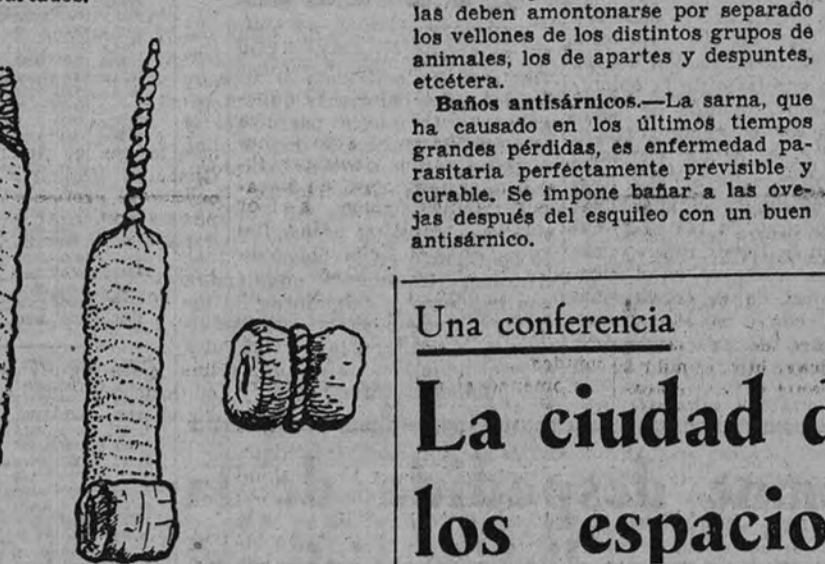 las deben amontonarse por separado
los vellones de los distintos grupos de
animales, los de apartes y despuntes,
etcétera.
Baños antisárnicos.—La sarna, que
ha causado en los últimos tiempos
grandes pérdidas, es enfermedad pa-
rasitaria perfectamente previsible y
curable. Se impone bañar a las ove-
jas después del esquileo con un buen
antisárnico.
Una conferencia
La ciudad d
los espacio